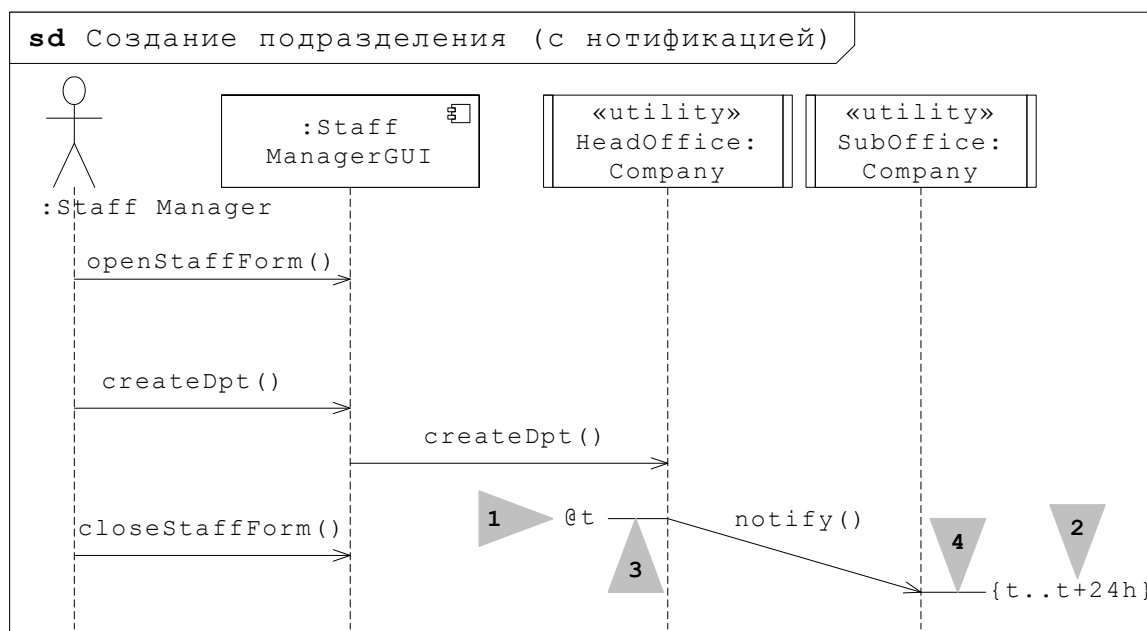 sd Создание подразделения (с нотификацией)
:Staff
ManagerGUI
«utility»
HeadOffice:
Company
«utility»
SubOffice:
Company
:Staff Manager
openStaffForm()
createDpt()
createDpt()
1
@t
notify()
4
2
closeStaffForm()
3
{t..t+24h}